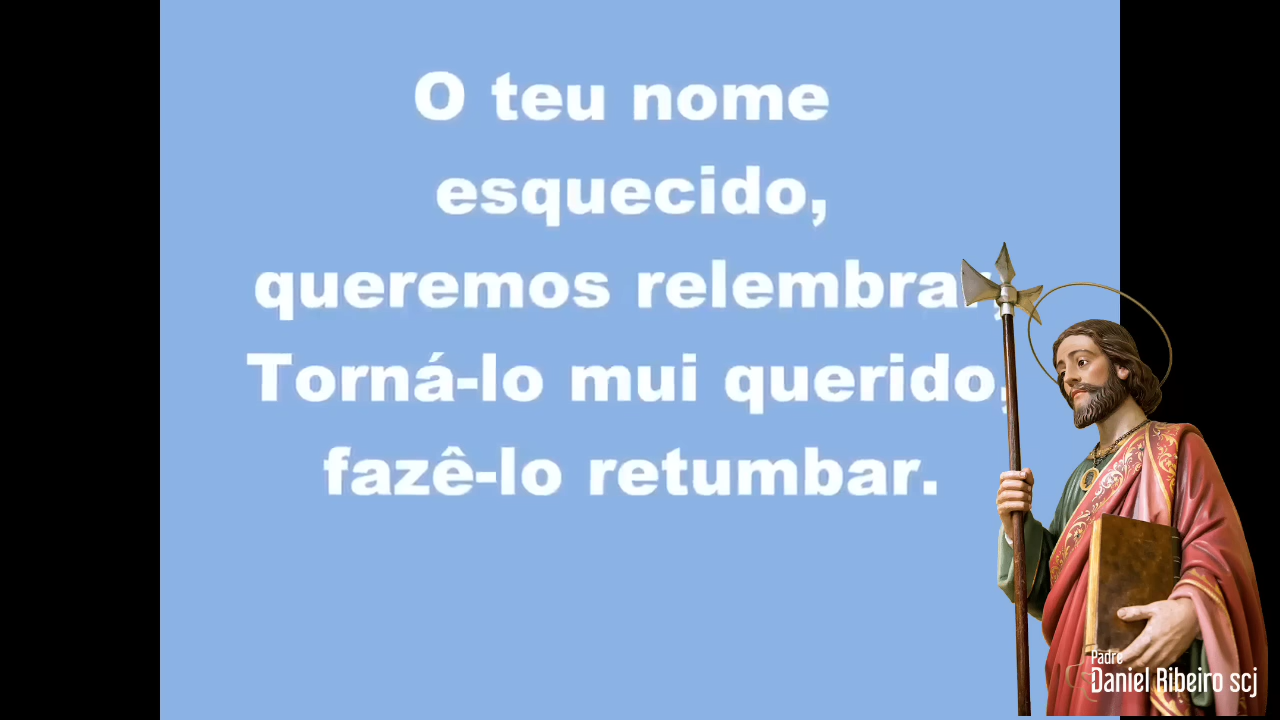 O teu nome
esquecido,
queremos relembrar,
Torná-lo mui querido,
fazê-lo retumbar.
Padre
Daniel Ribeiro scj